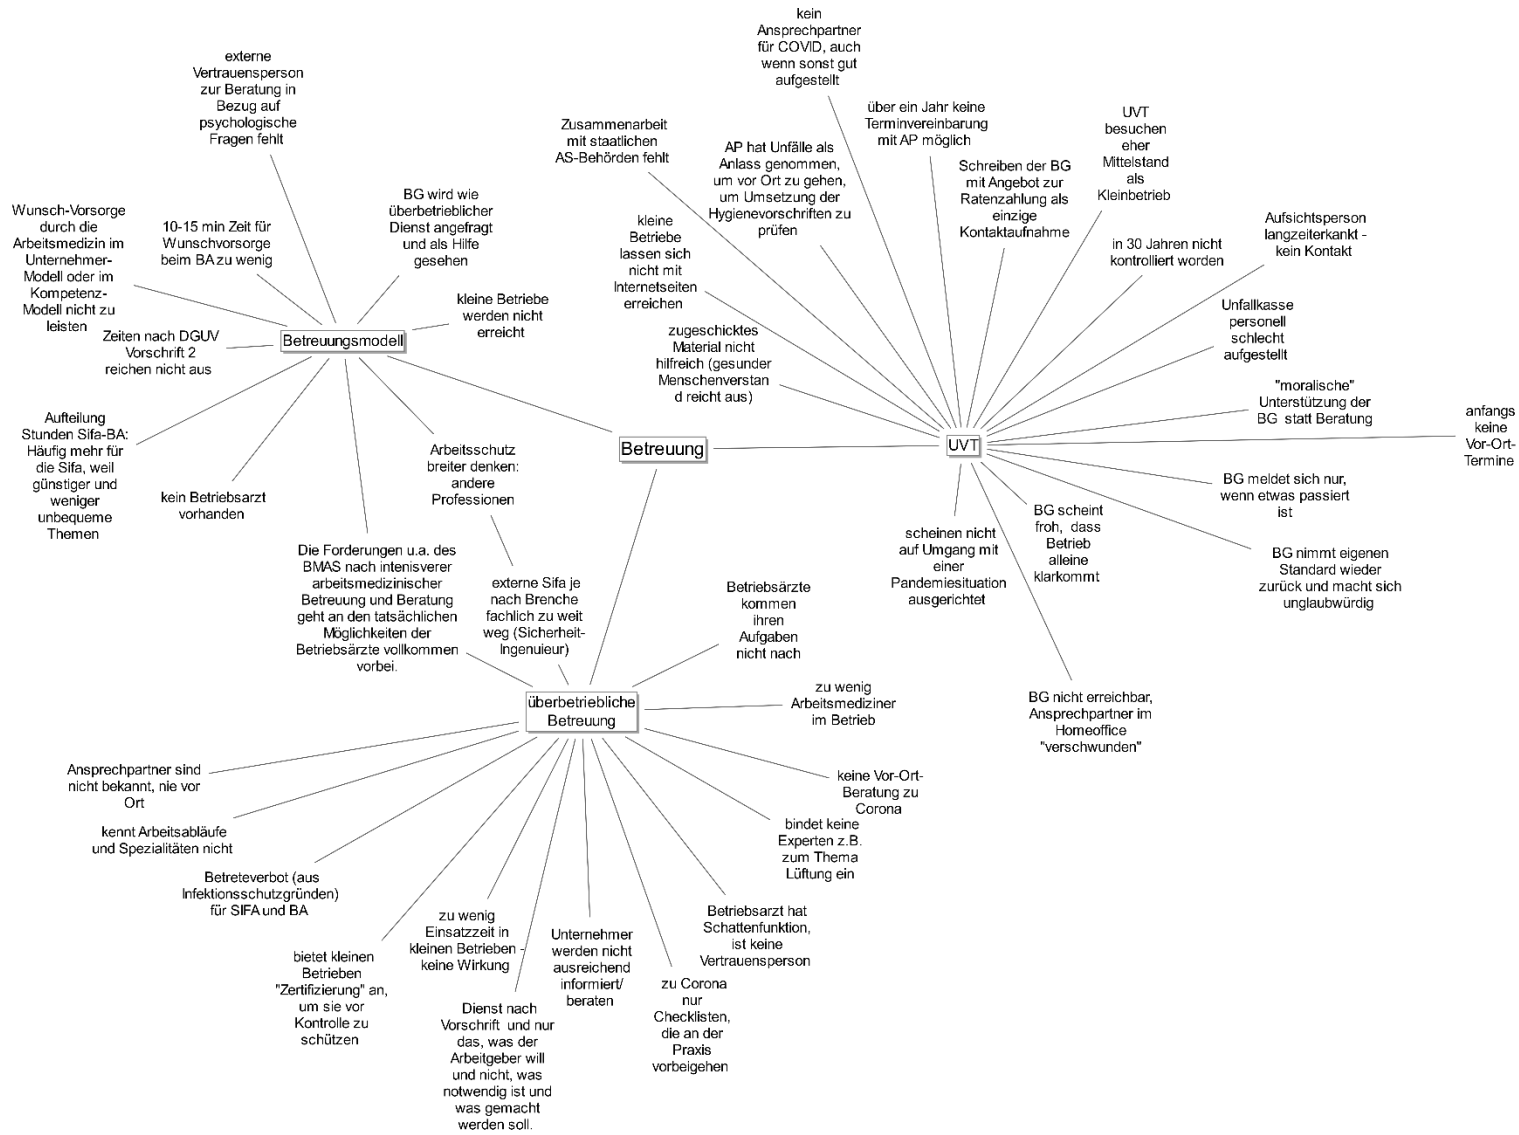 kein
Ansprechpartner
für COVID, auch
wenn sonst gut
aufgestellt
externe
Vertrauensperson
zur Beratung in
Bezug auf
psychologische
Fragen fehlt
Zusammenarbeit
mit staatlichen
AS-Behörden fehlt
AP hat Unfälle als
Anlass genommen,
um vor Ort zu gehen,
um Umsetzung der
Hygienevorschriften zu
prüfen
über ein Jahr keine
Terminvereinbarung
mit AP möglich
Schreiben der BG
mit Angebot zur
Ratenzahlung als
einzige
Kontaktaufnahme
UVT
besuchen
eher
Mittelstand
als
Kleinbetrieb
Aufsichtsperson
langzeiterkankt -
kein Kontakt
in 30 Jahren nicht
kontrolliert worden
Unfallkasse
personell
schlecht
aufgestellt
Wunsch-Vorsorge
durch die
Arbeitsmedizin im
Unternehmer-
Modell oder im
Kompetenz-
Modell nicht zu
leisten
10-15 min Zeit für
Wunschvorsorge
beim BA zu wenig
BG wird wie
überbetrieblicher
Dienst angefragt
und als Hilfe
gesehen
kleine Betriebe
werden nicht
erreicht
kleine
Betriebe
lassen sich
nicht mit
Internetseiten
erreichen
zugeschicktes
Material nicht
hilfreich (gesunder
Menschenverstan
d reicht aus)
Zeiten nach DGUV
Vorschrift 2
reichen nicht aus
Betreuungsmodell
"moralische"
Unterstützung der
BG statt Beratung
anfangs
keine
Vor-Ort-
Termine
Aufteilung
Stunden Sifa-BA:
Häufig mehr für
die Sifa, weil
günstiger und
weniger
unbequeme
Themen
kein Betriebsarzt
vorhanden
Arbeitsschutz
breiter denken:
andere
Professionen
Betreuung
UVT
BG meldet sich nur,
wenn etwas passiert
ist
BG scheint
froh, dass
Betrieb
alleine
klarkommt
scheinen nicht
auf Umgang mit
einer
Pandemiesituation
ausgerichtet
BG nimmt eigenen
Standard wieder
zurück und macht sich
unglaubwürdig
Die Forderungen u.a. des
BMAS nach intenisverer
arbeitsmedizinischer
Betreuung und Beratung
geht an den tatsächlichen
Möglichkeiten der
Betriebsärzte vollkommen
vorbei.
externe Sifa je
nach Brenche
fachlich zu weit
weg (Sicherheit-
Ingenuieur)
Betriebsärzte
kommen
ihren
Aufgaben
nicht nach
überbetriebliche
Betreuung
zu wenig
Arbeitsmediziner
im Betrieb
BG nicht erreichbar,
Ansprechpartner im
Homeoffice
"verschwunden"
Ansprechpartner sind
nicht bekannt, nie vor
Ort
keine Vor-Ort-
Beratung zu
Corona
kennt Arbeitsabläufe
und Spezialitäten nicht
bindet keine
Experten z.B.
zum Thema
Lüftung ein
Betreteverbot (aus
Infektionsschutzgründen)
für SIFA und BA
zu wenig
Einsatzzeit in
kleinen Betrieben -
keine Wirkung
Unternehmer
werden nicht
ausreichend
informiert/
beraten
Betriebsarzt hat
Schattenfunktion,
ist keine
Vertrauensperson
bietet kleinen
Betrieben
"Zertifizierung" an,
um sie vor
Kontrolle zu
schützen
Dienst nach
Vorschrift und nur
das, was der
Arbeitgeber will
und nicht, was
notwendig ist und
was gemacht
werden soll.
zu Corona
nur
Checklisten,
die an der
Praxis
vorbeigehen